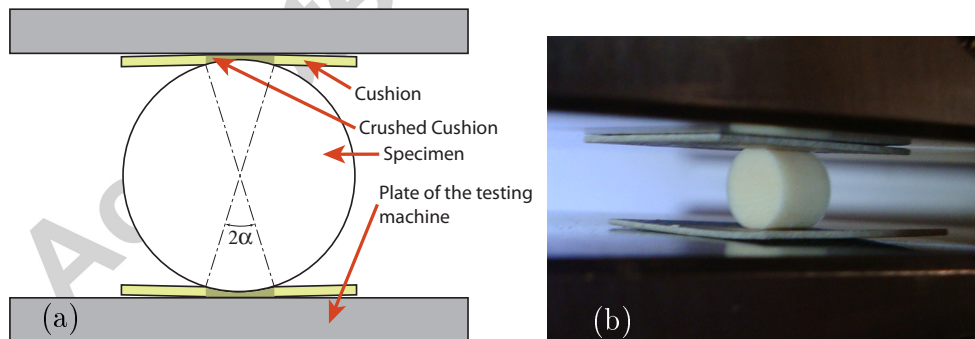 Cushion
Crushed Cushion
Specimen
Plate of the testing
machine
2α
(a)
(b)